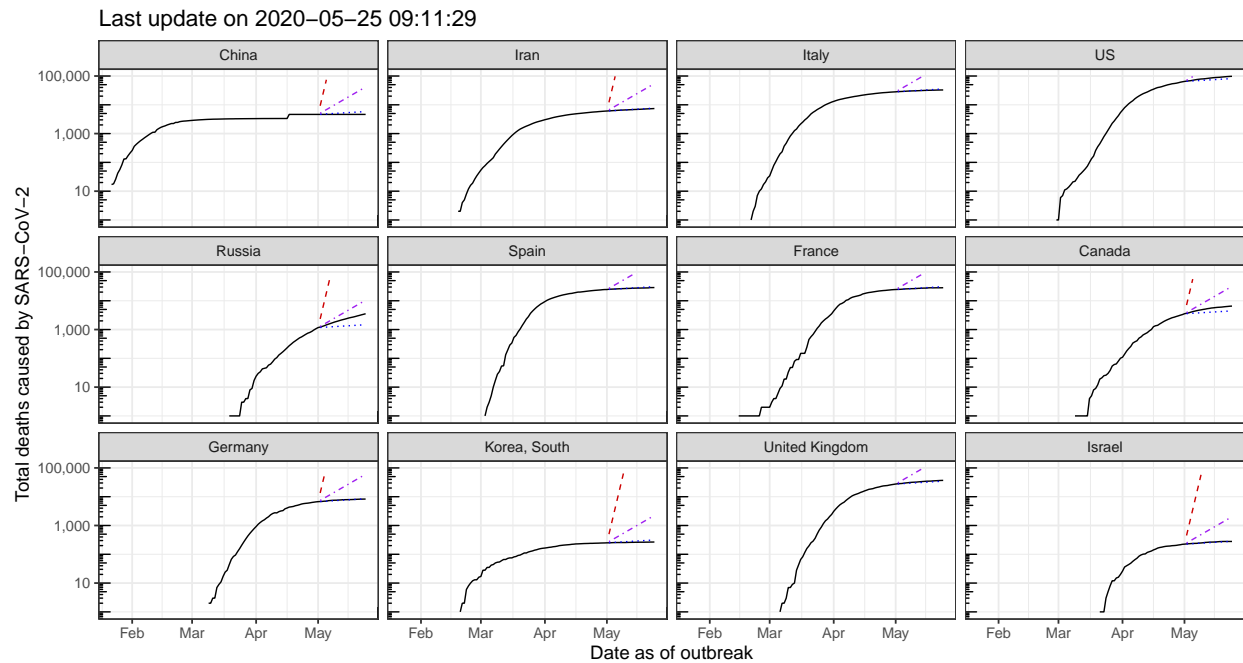 Last update on 2020−05−25 09:11:29
China
Iran
Italy
US
100,000
1,000
10
Russia
Spain
France
Canada
100,000
1,000
10
Germany
Korea, South
United Kingdom
Israel
100,000
1,000
10
Feb Mar Apr May
Feb Mar Apr May
Feb Mar Apr May
Feb Mar Apr May
Date as of outbreak
Total deaths caused by SARS−CoV−2